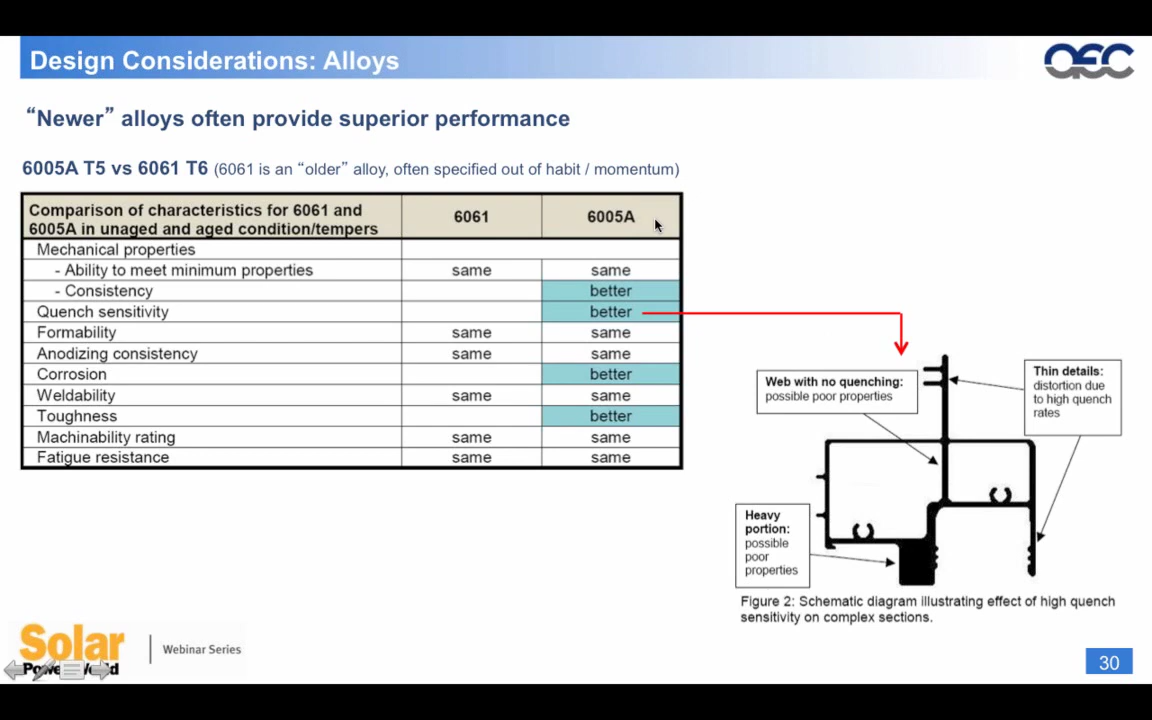 Design Considerations: Alloys
AEC
“Newer” alloys often provide superior performance
6005A T5 vs 6061 T6 (6061 is an “older” alloy, often specified out of habit / momentum)
Comparison of characteristics for 6061 and
6005A in unaged and aged condition/tempers
6061
6005A
Mechanical properties
- Ability to meet minimum properties same same
- Consistency better
Quench sensitivity better
Formability same same
Anodizing consistency same same
Corrosion better
Weldability same same
Toughness better
Machinability rating same same
Fatigue resistance same same
Web with no quenching:
possible poor properties
Thin details:
distortion due
to high quench
rates
Heavy
portion:
possible
poor
properties
Figure 2: Schematic diagram illustrating effect of high quench
sensitivity on complex sections.
Solar
Power World
Webinar Series
30